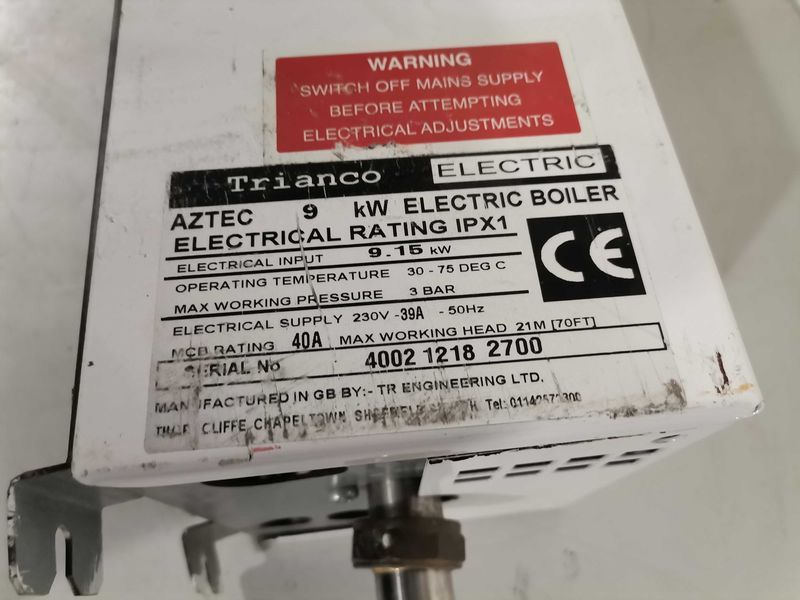 WARNING
SWITCH OFF MAINS SUPPLY
BEFORE ATTEMPTING
ELECTRICAL ADJUSTMENTS
Trianco ELECTRIC
AZTEC 9 kW ELECTRIC BOILER
ELECTRICAL RATING IPX1
ELECTRICAL INPUT 9.15 kW
OPERATING TEMPERATURE 30 - 75 DEG C
MAX WORKING PRESSURE 3 BAR
CE
ELECTRICAL SUPPLY 230V -39A - 50Hz
MCB RATING 40A MAX WORKING HEAD 21M [70FT]
SERIAL No 4002 1218 2700
MANUFACTURED IN GB BY:- TR ENGINEERING LTD.
CLIFFE, CHAPELTOWN Tel: